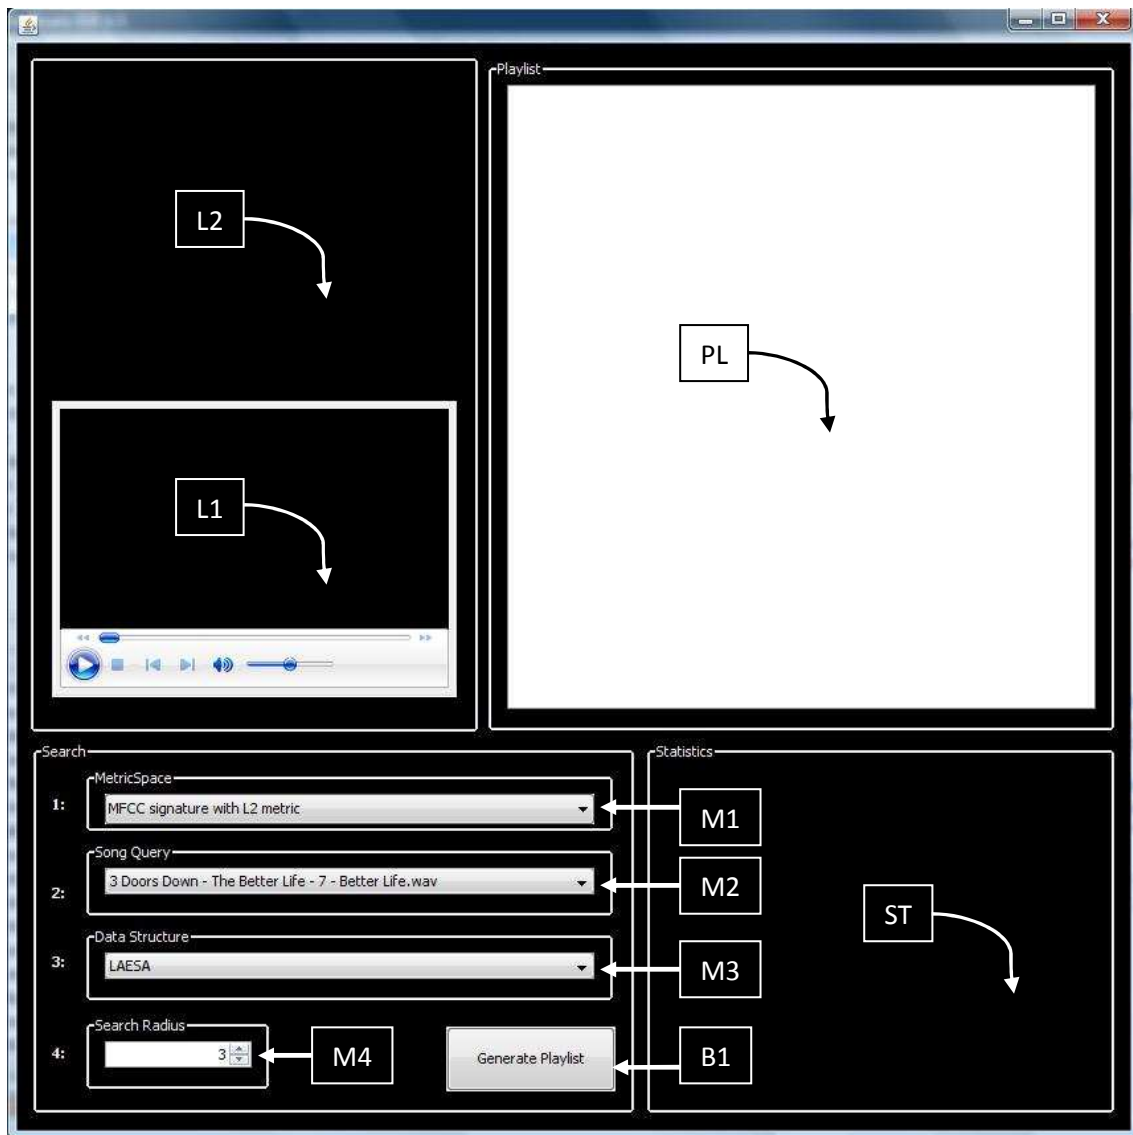 Playlist
L2
PL
L1
Search
Statistics
MetricSpace
1:
MFCC signature with L2 metric
M1
Song Query
2:
3 Doors Down - The Better Life - 7 - Better Life.wav
M2
ST
Data Structure
3:
LAESA
M3
Search Radius
4:
3
M4
Generate Playlist
B1